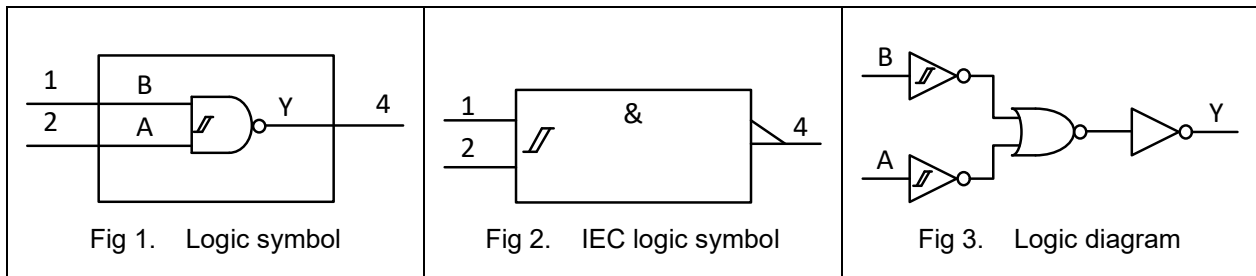 1 B
Y 4
2 A
Fig 1. Logic symbol
1 &
4
2
Fig 2. IEC logic symbol
B
Y
A
Fig 3. Logic diagram